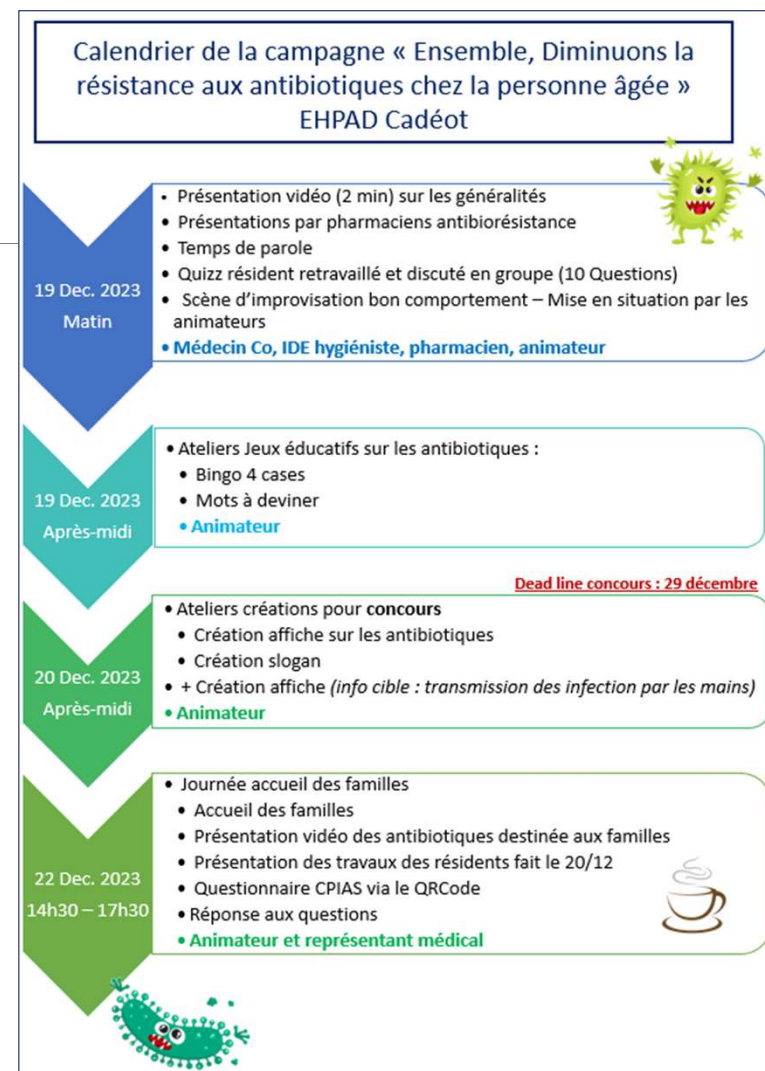 Calendrier de la campagne « Ensemble, Diminuons la
résistance aux antibiotiques chez la personne âgée »
EHPAD Cadéot
19 Dec. 2023
Matin
• Présentation vidéo (2 min) sur les généralités
• Présentations par pharmaciens antibiorésistance
• Temps de parole
• Quizz résident retravaillé et discuté en groupe (10 Questions)
• Scène d'improvisation bon comportement – Mise en situation par les
animateurs
• Médecin Co, IDE hygiéniste, pharmacien, animateur
19 Dec. 2023
Après-midi
• Ateliers Jeux éducatifs sur les antibiotiques :
• Bingo 4 cases
• Mots à deviner
• Animateur
Dead line concours : 29 décembre
20 Dec. 2023
Après-midi
• Ateliers créations pour concours
• Création affiche sur les antibiotiques
• Création slogan
• + Création affiche (info cible : transmission des infection par les mains)
• Animateur
22 Dec. 2023
14h30 – 17h30
• Journée accueil des familles
• Accueil des familles
• Présentation vidéo des antibiotiques destinée aux familles
• Présentation des travaux des résidents fait le 20/12
• Questionnaire CPIAS via le QRCode
• Réponse aux questions
• Animateur et représentant médical